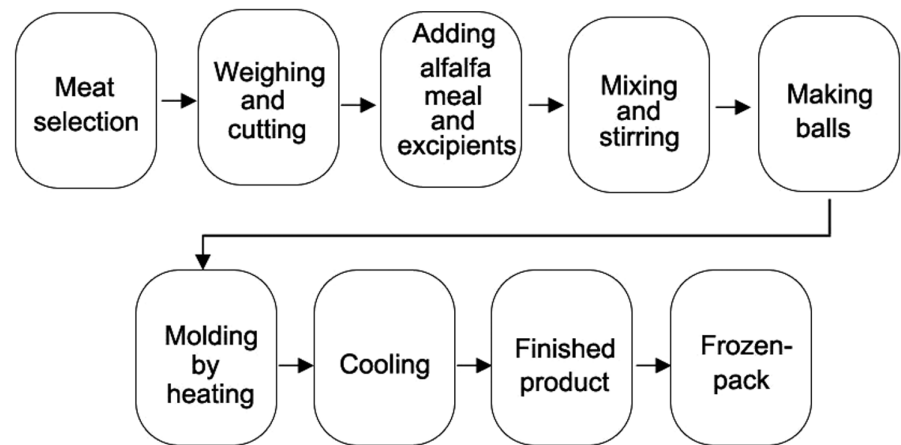 Meat
selection
Weighing
and
cutting
Adding
alfalfa
meal
and
excipients
Mixing
and
stirring
Making
balls
Molding
by
heating
Cooling
Finished
product
Frozen-
pack